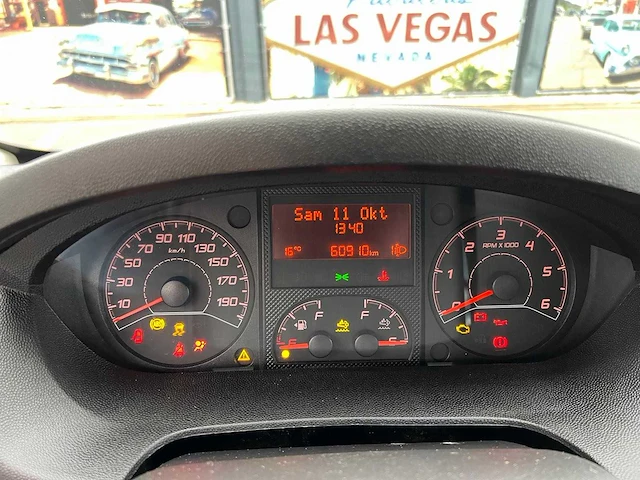 LAS VEGAS
NEVADA
Sam 11 Okt
13:40
16°C 60910km
10 30 50 70 90 110 130 150 170 190
km/h
0 1 2 3 4 5 6
RPM X 1000
F F
E E
ABS